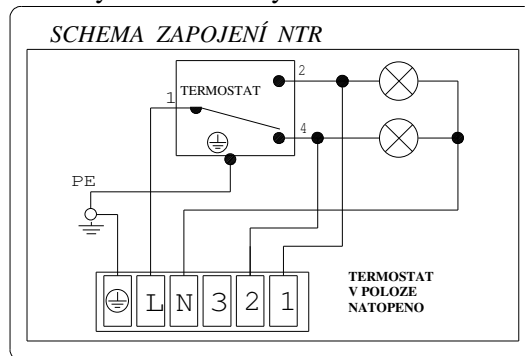 SCHEMA ZAPOJENÍ NTR
2
1 TERMOSTAT
4
PE
L N 3 2 1
TERMOSTAT
V POLOZE
NATOPENO